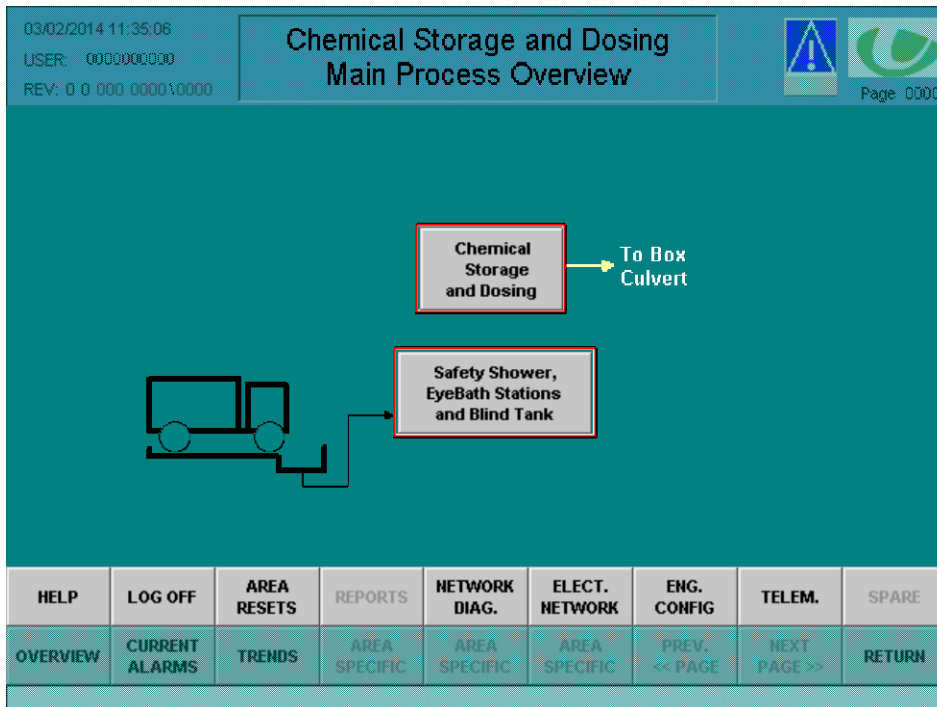 03/02/2014 11:35:06
USER: 0000000000
REV: 0 0 000 0000\0000
Chemical Storage and Dosing
Main Process Overview
Page 0000
Chemical
Storage
and Dosing
To Box
Culvert
Safety Shower,
EyeBath Stations
and Blind Tank
HELP
LOG OFF
AREA
RESETS
REPORTS
NETWORK
DIAG.
ELECT.
NETWORK
ENG.
CONFIG
TELEM.
SPARE
OVERVIEW
CURRENT
ALARMS
TRENDS
AREA
SPECIFIC
AREA
SPECIFIC
AREA
SPECIFIC
PREV.
<< PAGE
NEXT
PAGE >>
RETURN